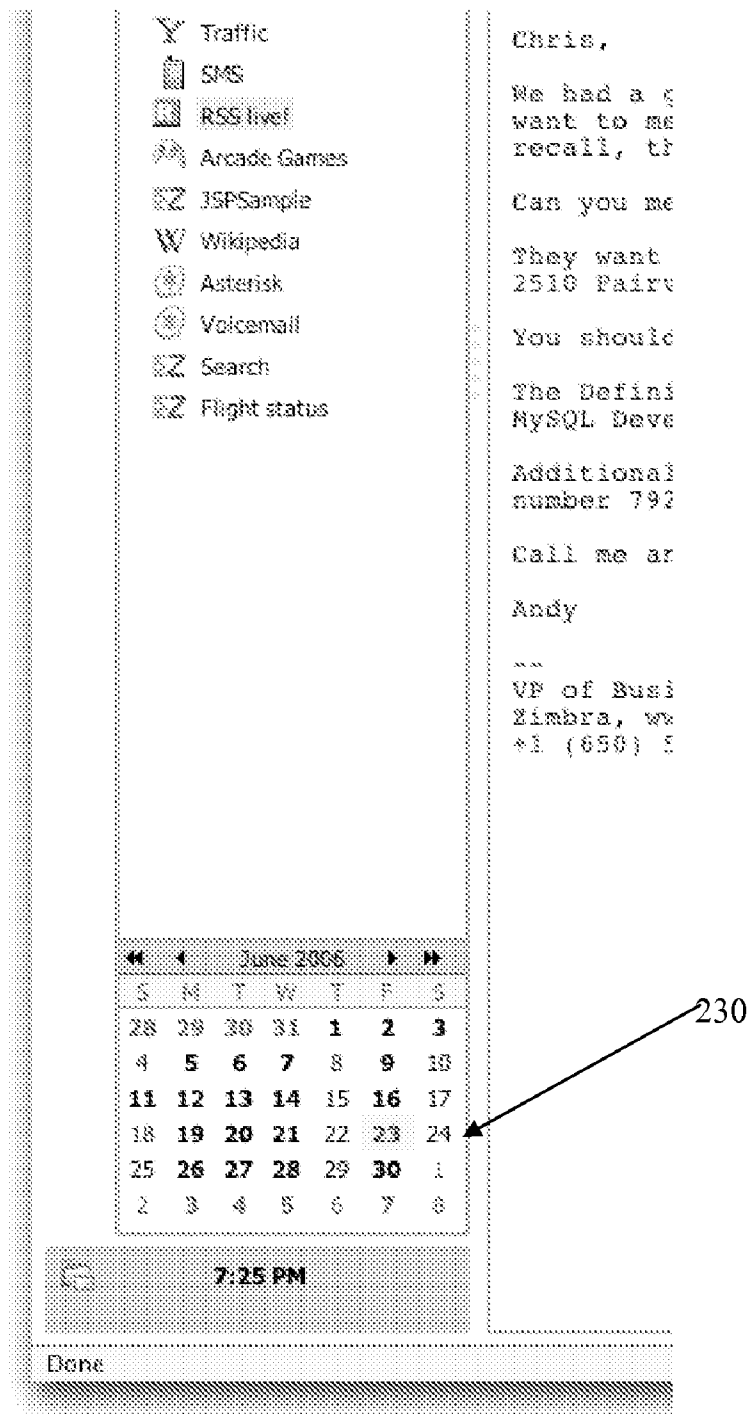 Traffic
SMS
RSS live!
Arcade Games
JSPSample
Wikipedia
Asterisk
Voicemail
Search
Flight status
Chris,
We had a
want to me
recall, th
Can you me
They want
2510 Fairv
You should
The Defini
MySQL Deve
Additional
number 792
Call me an
Andy
--
VP of Busi
Zimbra, ww
+1 (650) 5
June 2006
S M T W T F S
28 29 30 31 1 2 3
4 5 6 7 8 9 10
11 12 13 14 15 16 17
18 19 20 21 22 23 24
25 26 27 28 29 30 1
2 3 4 5 6 7 8
230
7:25 PM
Done